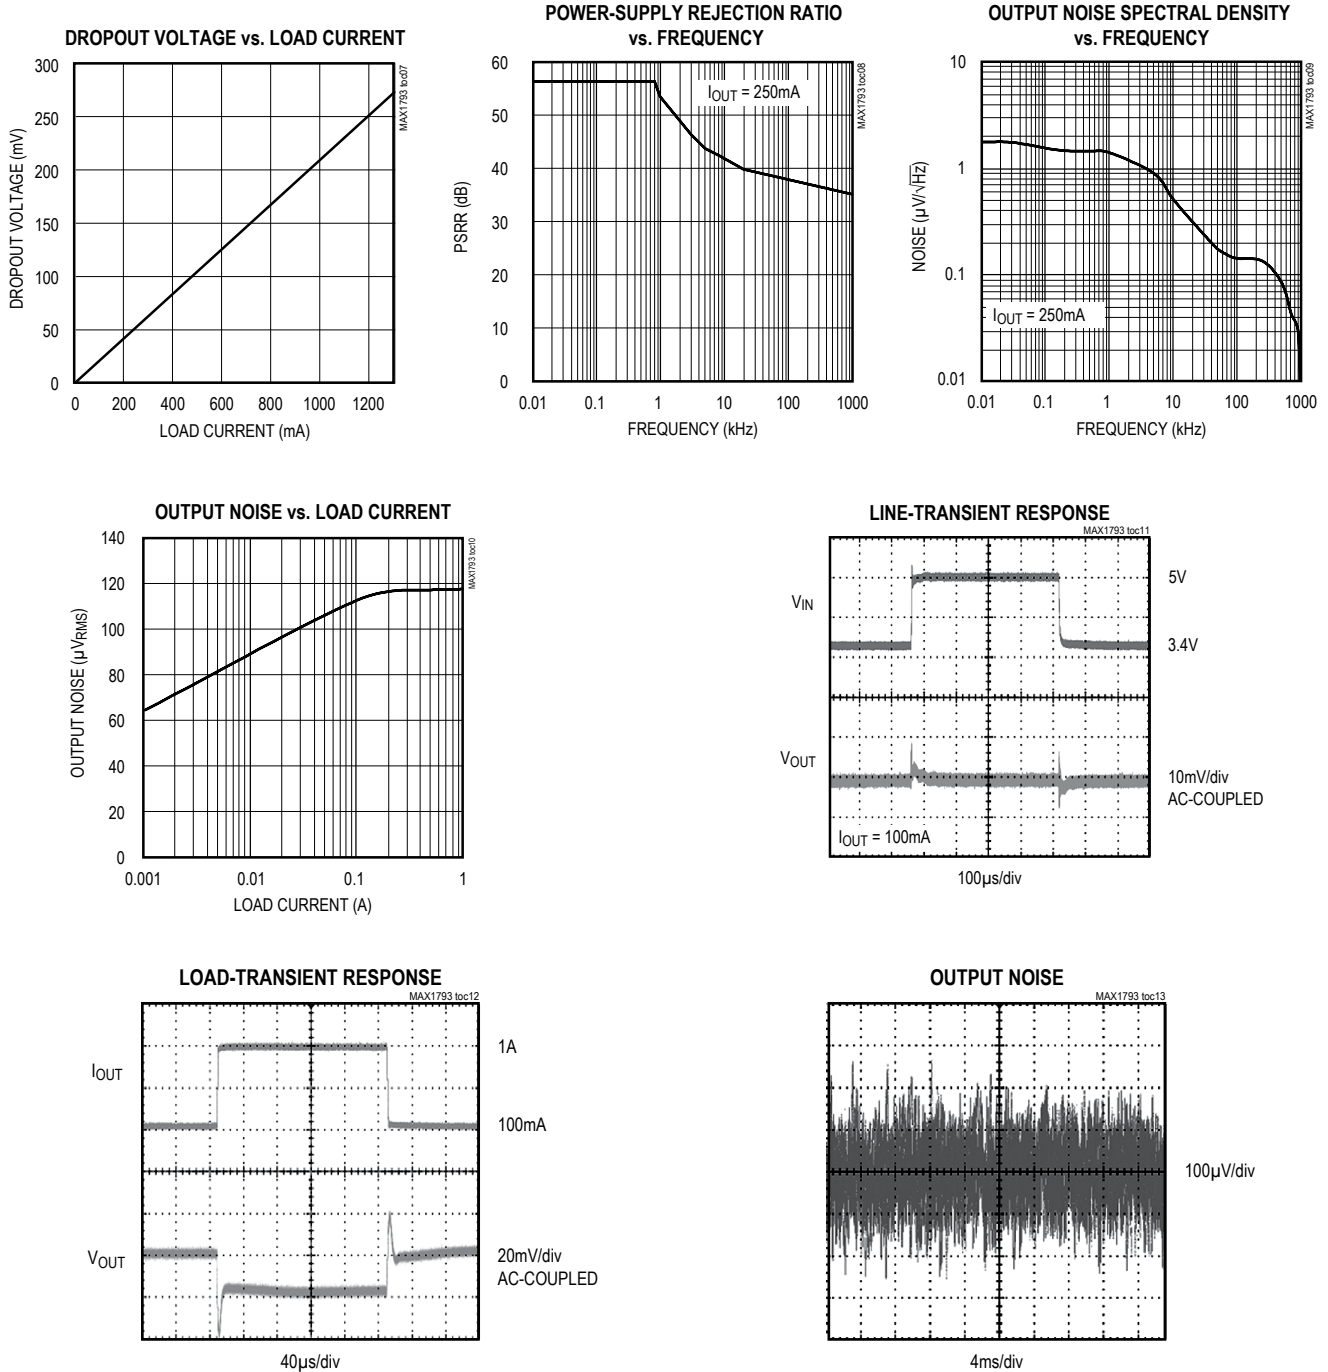 DROPOUT VOLTAGE vs. LOAD CURRENT
MAX1793 toc07
DROPOUT VOLTAGE (mV)
300
250
200
150
100
50
0
0 200 400 600 800 1000 1200
LOAD CURRENT (mA)
POWER-SUPPLY REJECTION RATIO
vs. FREQUENCY
MAX1793 toc08
PSRR (dB)
60
50
40
30
20
10
0
IOUT = 250mA
0.01 0.1 1 10 100 1000
FREQUENCY (kHz)
OUTPUT NOISE SPECTRAL DENSITY
vs. FREQUENCY
MAX1793 toc09
NOISE (µV/√Hz)
10
1
0.1
0.01
IOUT = 250mA
0.01 0.1 1 10 100 1000
FREQUENCY (kHz)
OUTPUT NOISE vs. LOAD CURRENT
MAX1793 toc10
OUTPUT NOISE (µVRMS)
140
120
100
80
60
40
20
0
0.001 0.01 0.1 1
LOAD CURRENT (A)
LINE-TRANSIENT RESPONSE
MAX1793 toc11
VIN
5V
3.4V
VOUT
10mV/div
AC-COUPLED
IOUT = 100mA
100µs/div
LOAD-TRANSIENT RESPONSE
MAX1793 toc12
IOUT
1A
100mA
VOUT
20mV/div
AC-COUPLED
40µs/div
OUTPUT NOISE
MAX1793 toc13
100µV/div
4ms/div